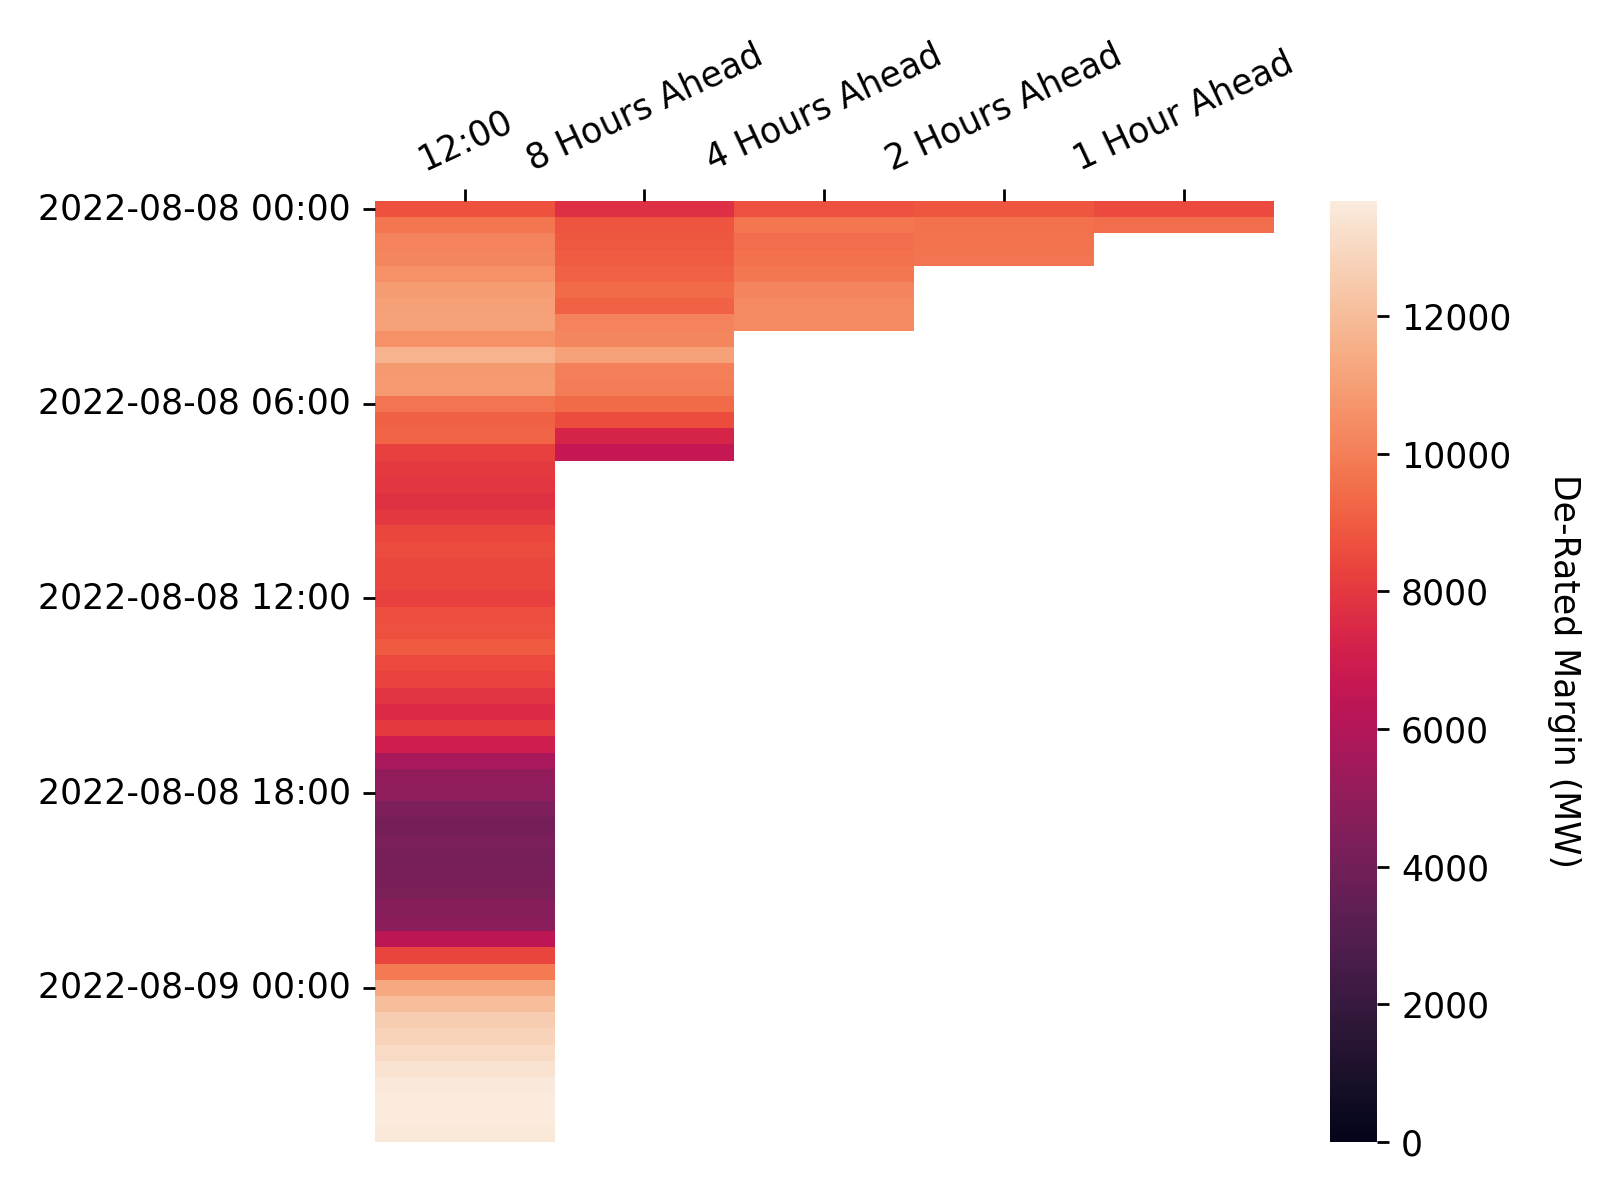 12:00
8 Hours Ahead
4 Hours Ahead
2 Hours Ahead
1 Hour Ahead
2022-08-08 00:00
2022-08-08 06:00
2022-08-08 12:00
2022-08-08 18:00
2022-08-09 00:00
12000
10000
8000
6000
4000
2000
0
De-Rated Margin (MW)